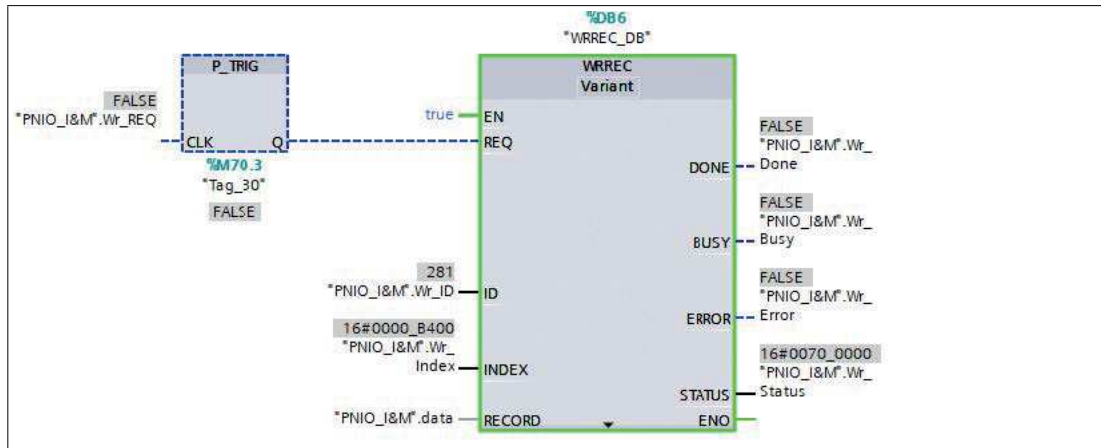 %DB6
"WRREC_DB"
P_TRIG
WRREC
Variant
FALSE
"PNIO_I&M".Wr_REQ
CLK
Q
%M70.3
"Tag_30"
FALSE
true
EN
REQ
DONE
FALSE
"PNIO_I&M".Wr_
Done
BUSY
FALSE
"PNIO_I&M".Wr_
Busy
281
"PNIO_I&M".Wr_ID
ID
ERROR
FALSE
"PNIO_I&M".Wr_
Error
16#0000_B400
"PNIO_I&M".Wr_
Index
INDEX
STATUS
16#0070_0000
"PNIO_I&M".Wr_
Status
"PNIO_I&M".data
RECORD
ENO